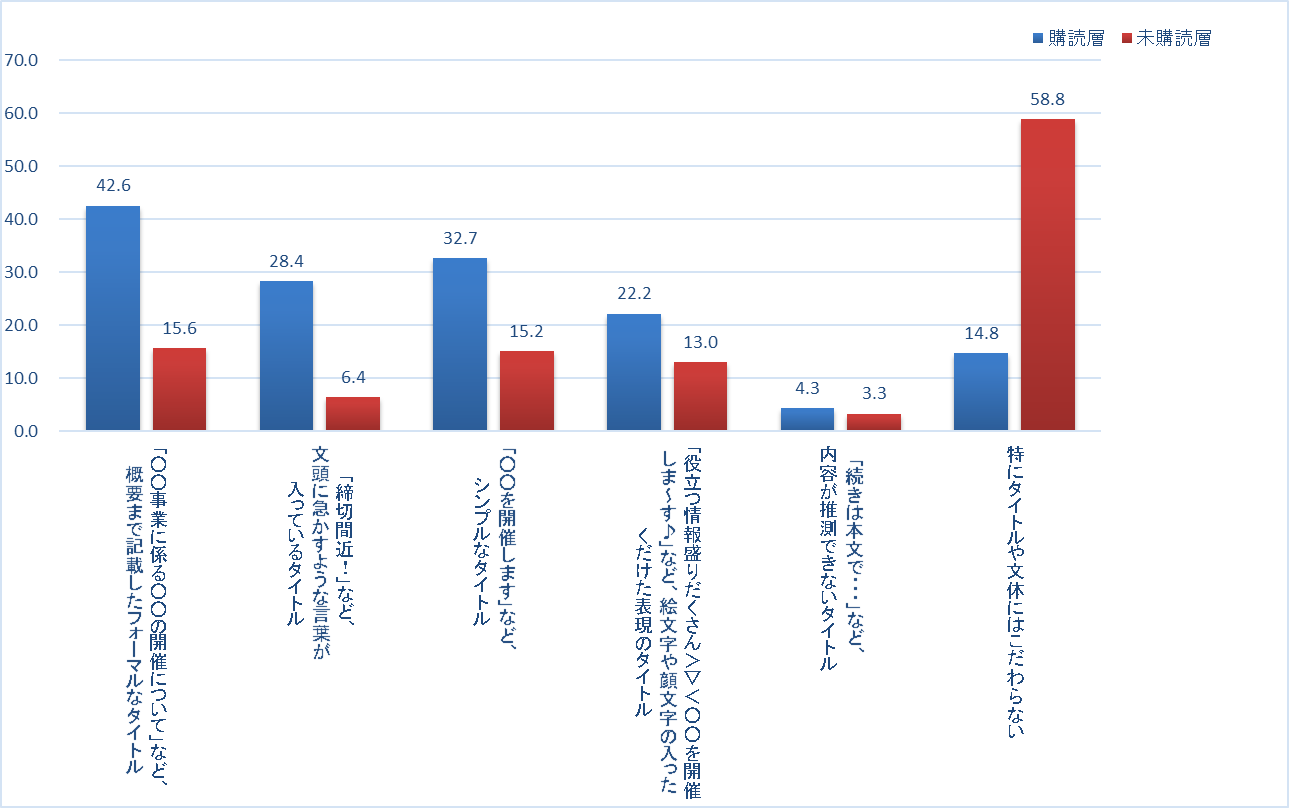 購読層 未購読層
70.0
60.0
50.0
40.0
30.0
20.0
10.0
0.0
42.6
15.6
28.4
6.4
32.7
15.2
22.2
13.0
4.3
3.3
14.8
58.8
「〇〇事業に係る〇〇の開催について」など、
概要まで記載したフォーマルなタイトル
「締切間近！」など、
文頭に急かすような言葉が
入っているタイトル
「〇〇を開催します」など、
シンプルなタイトル
「役立つ情報盛りだくさん＞▽＜〇〇を開催
しま～す♪」など、絵文字や顔文字の入った
くだけた表現のタイトル
「続きは本文で・・・」など、
内容が推測できないタイトル
特にタイトルや文体にはこだわらない